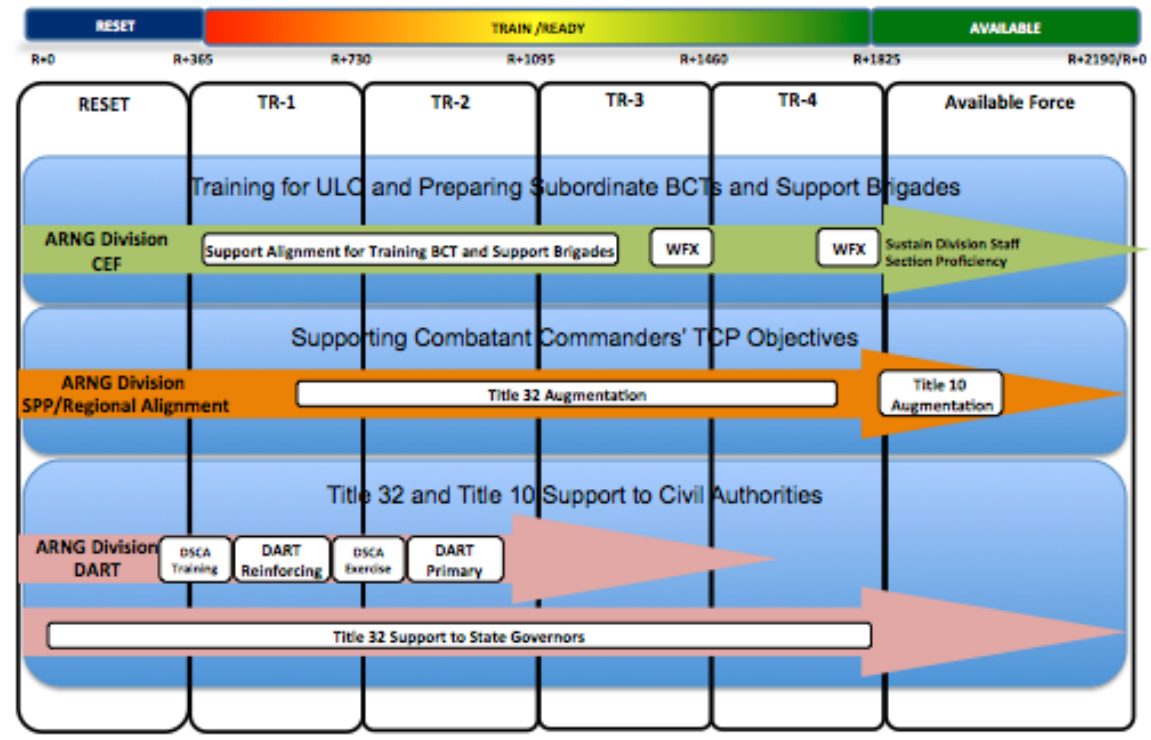 RESET
TRAIN /READY
AVAILABLE
R+0
R+365
R+730
R+1095
R+1460
R+1825
R+2190/R+0
RESET
TR-1
TR-2
TR-3
TR-4
Available Force
Training for ULO and Preparing Subordinate BCTs and Support Brigades
ARNG Division
CEF
Support Alignment for Training BCT and Support Brigades
WFX
WFX
Sustain Division Staff
Section Proficiency
Supporting Combatant Commanders' TCP Objectives
ARNG Division
SPP/Regional Alignment
Title 32 Augmentation
Title 10
Augmentation
Title 32 and Title 10 Support to Civil Authorities
ARNG Division
DART
DSCA
Training
DART
Reinforcing
DSCA
Exercise
DART
Primary
Title 32 Support to State Governors